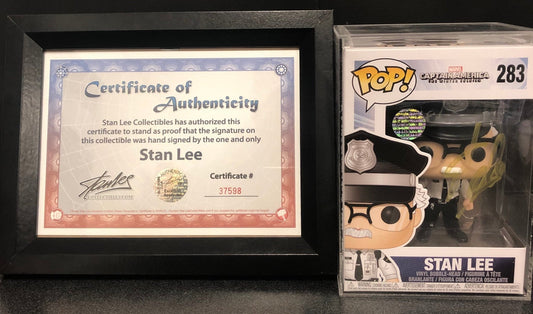 Certificate of
Authenticity
Stan Lee Collectibles has authorized this
certificate to stand as proof that the signature on
this collectible was hand signed by the one and only
Stan Lee
Certificate #
37598
POP!
MARVEL
CAPTAIN AMERICA
THE WINTER SOLDIER
283
STAN LEE
VINYL BOBBLE-HEAD / FIGURINE À TÊTE
BRANLANTE / FIGURA CON CABEZA OSCILANTE